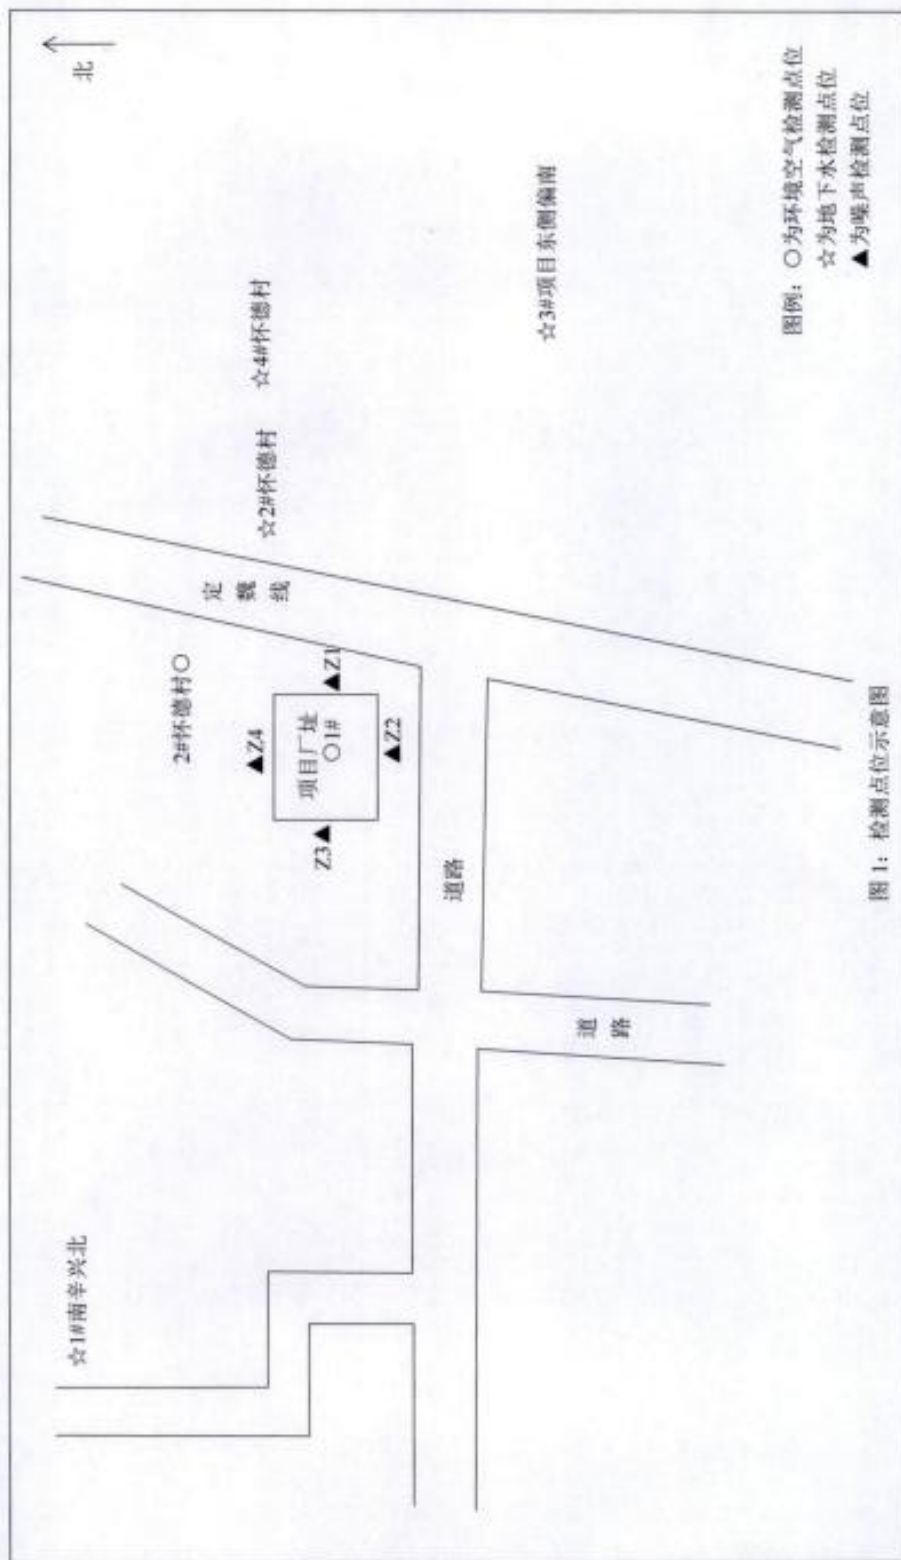 北
☆1#南辛兴北
2#怀德村○
定魏线
☆2#怀德村
☆4#怀德村
▲Z4
Z3▲
项目厂址
○1#
▲Z1
▲Z2
道路
道路
☆3#项目东侧偏南
图例：○为环境空气检测点位
☆为地下水检测点位
▲为噪声检测点位
图 1：检测点位示意图